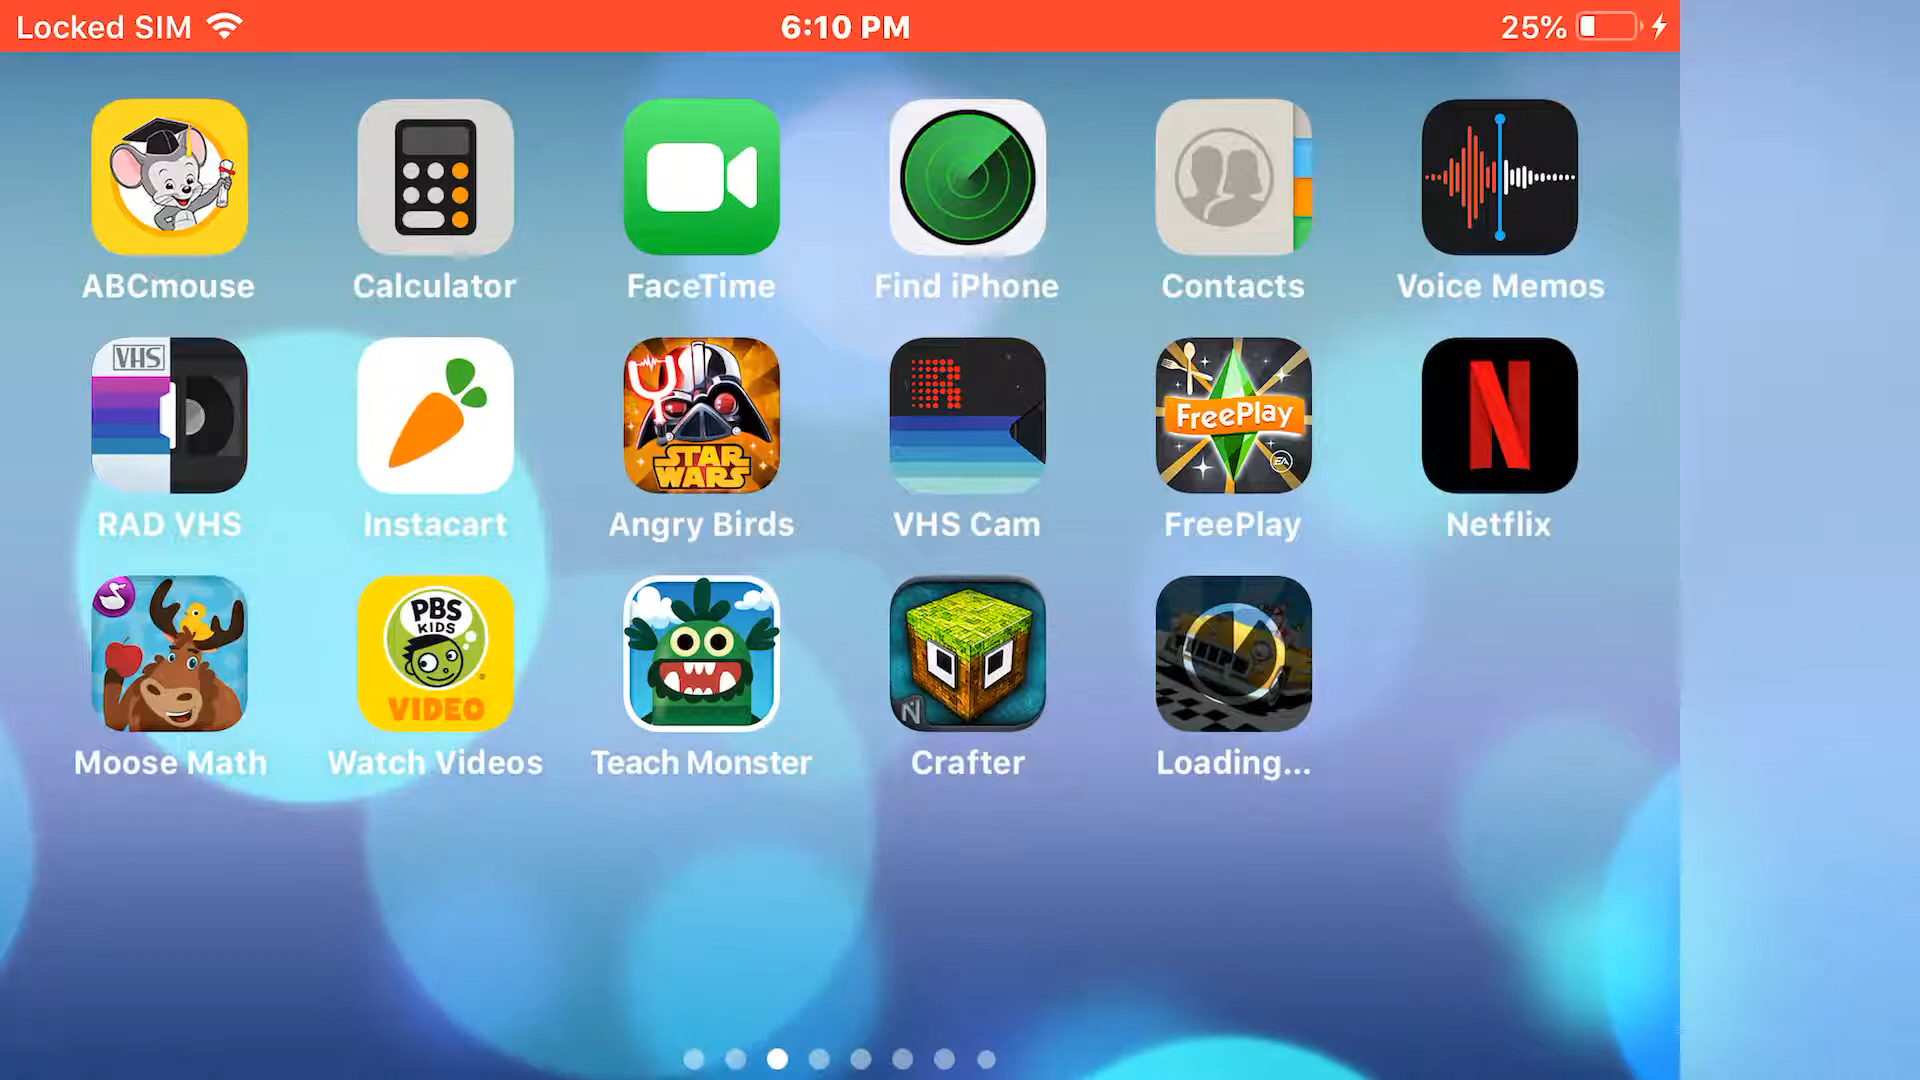 Locked SIM 6:10 PM 25%
ABCmouse Calculator FaceTime Find iPhone Contacts Voice Memos
VHS
STAR
WARS
FreePlay
EA
N
RAD VHS Instacart Angry Birds VHS Cam FreePlay Netflix
PBS
KIDS
VIDEO
N
Moose Math Watch Videos Teach Monster Crafter Loading...